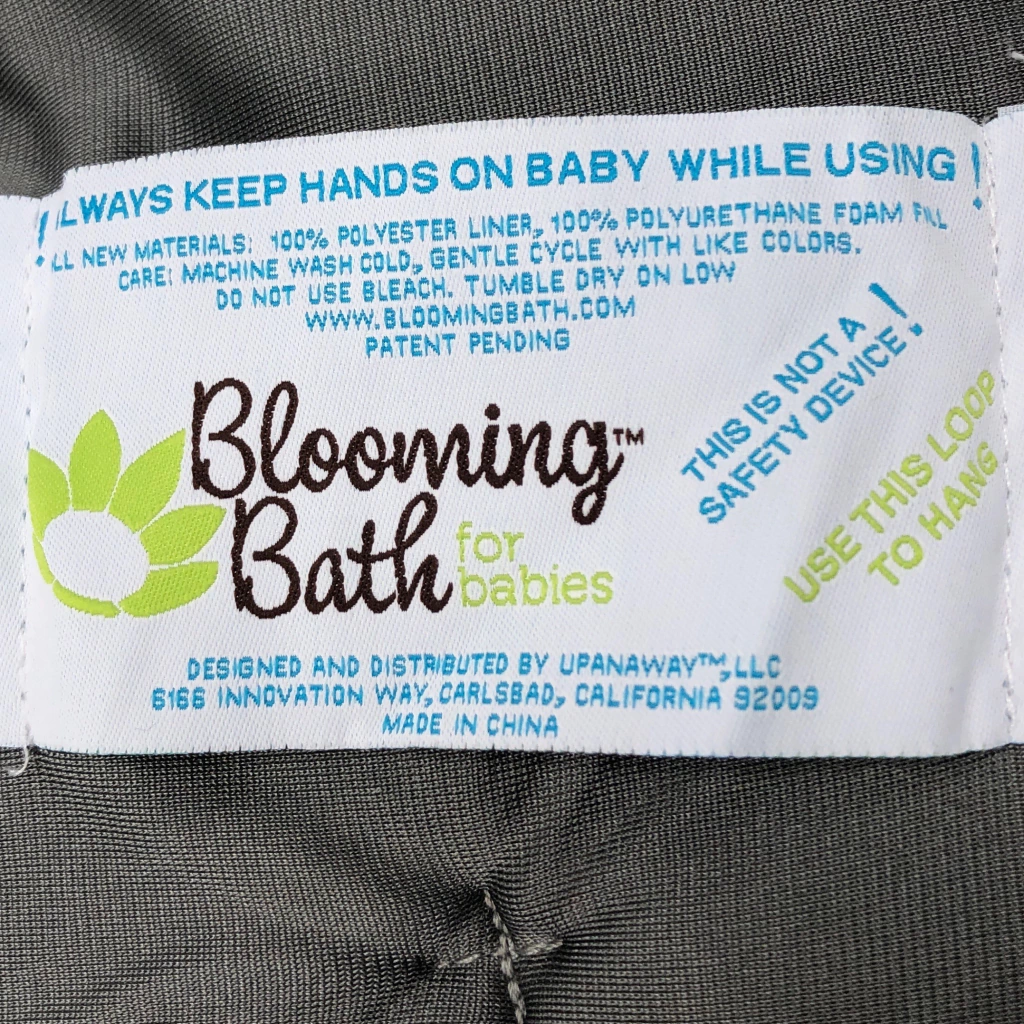 ! ALWAYS KEEP HANDS ON BABY WHILE USING !
ALL NEW MATERIALS: 100% POLYESTER LINER, 100% POLYURETHANE FOAM FILL
CARE: MACHINE WASH COLD, GENTLE CYCLE WITH LIKE COLORS.
DO NOT USE BLEACH. TUMBLE DRY ON LOW
WWW.BLOOMINGBATH.COM
PATENT PENDING
THIS IS NOT A
SAFETY DEVICE!
USE THIS LOOP
TO HANG
Blooming™
Bath for
babies
DESIGNED AND DISTRIBUTED BY UPANAWAY™, LLC
6166 INNOVATION WAY, CARLSBAD, CALIFORNIA 92009
MADE IN CHINA